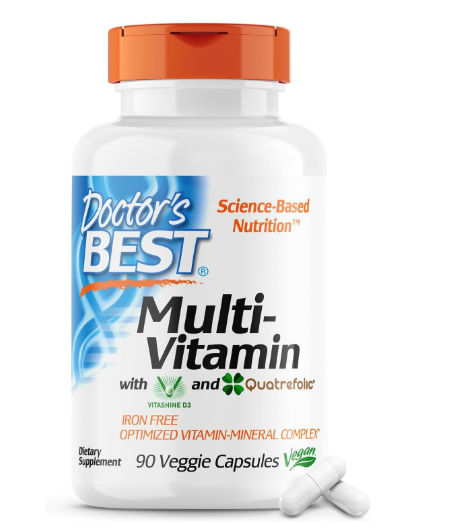 Doctor's
BEST®
Science-Based
Nutrition™
Multi-
Vitamin
with VITASHINE D3 and Quatrefolic®
IRON FREE
OPTIMIZED VITAMIN-MINERAL COMPLEX
Dietary
Supplement
90 Veggie Capsules Vegan